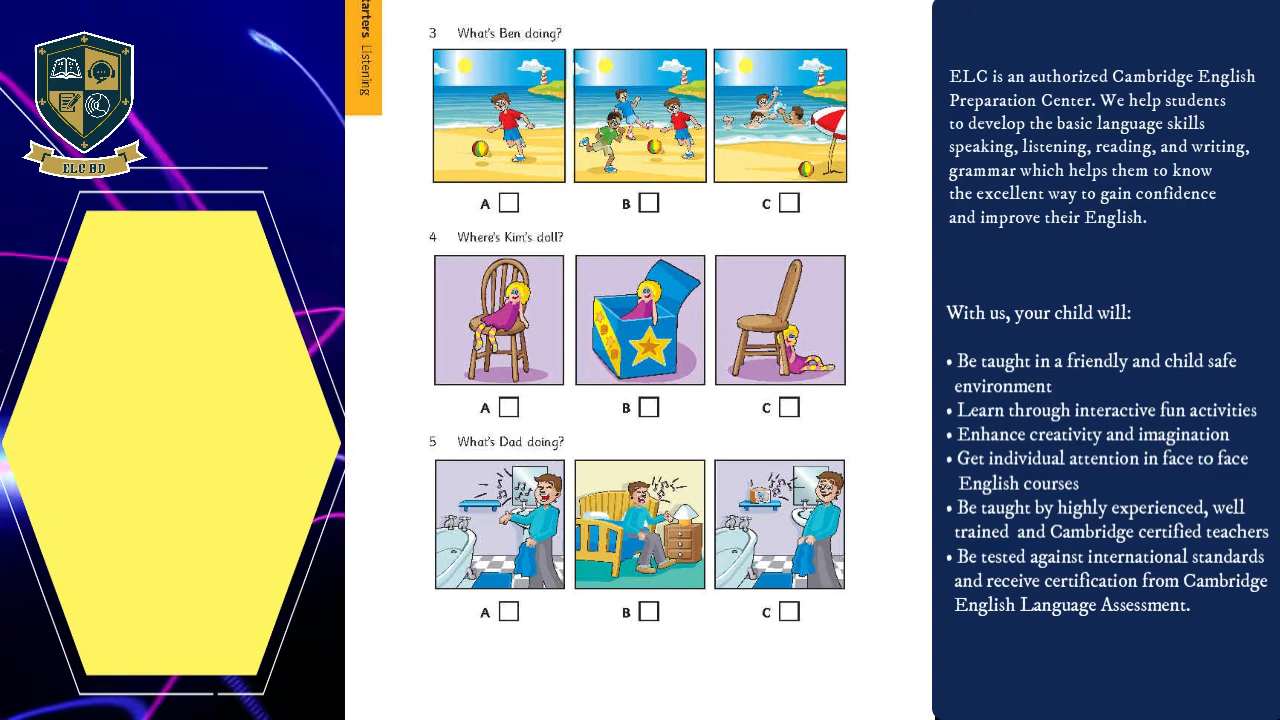 ELC HD
arters Listening
3 What's Ben doing?
A B C
4 Where's Kim's doll?
A B C
5 What's Dad doing?
A B C
ELC is an authorized Cambridge English
Preparation Center. We help students
to develop the basic language skills
speaking, listening, reading, and writing,
grammar which helps them to know
the excellent way to gain confidence
and improve their English.
With us, your child will:
• Be taught in a friendly and child safe
environment
• Learn through interactive fun activities
• Enhance creativity and imagination
• Get individual attention in face to face
English courses
• Be taught by highly experienced, well
trained and Cambridge certified teachers
• Be tested against international standards
and receive certification from Cambridge
English Language Assessment.